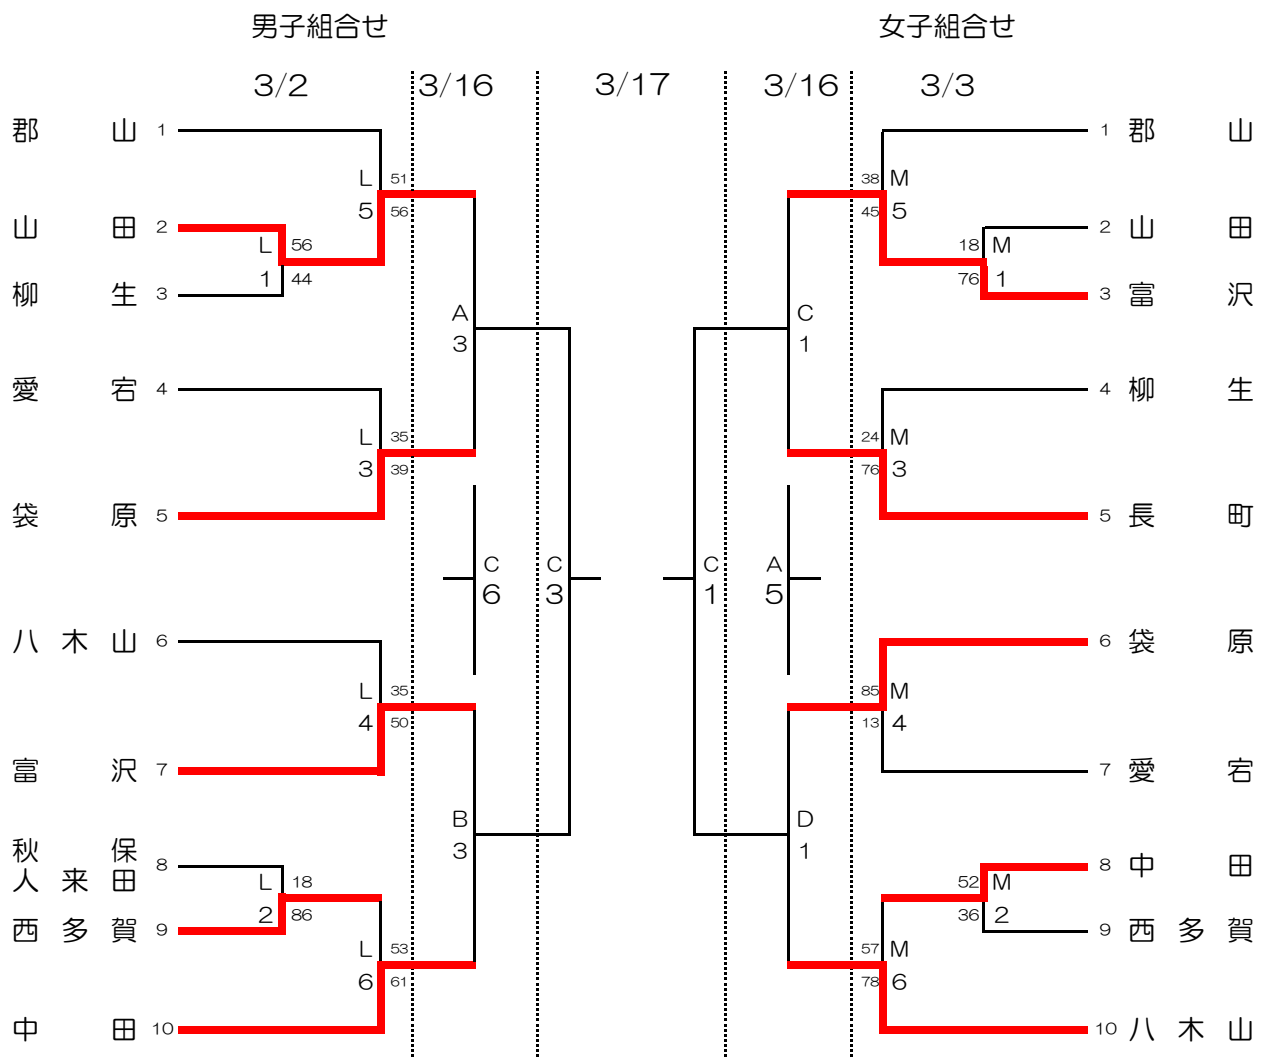 男子組合せ 女子組合せ
3/2 3/16 3/17 3/16 3/3
郡山 1 1 郡山
L 51 38 M
5 56 45 5
山田 2 2 山田
L 56 18 M
1 44 76 1
柳生 3 3 富沢
A C
3 1
愛宕 4 4 柳生
L 35 24 M
3 39 76 3
袋原 5 5 長町
C C C A
6 3 1 5
八木山 6 6 袋原
L 35 85 M
4 50 13 4
富沢 7 7 愛宕
B D
3 1
秋保
8 8 中田
人来田
L 18 52 M
2 86 36 2
西多賀 9 9 西多賀
L 53 57 M
6 61 78 6
中田 10 10 八木山